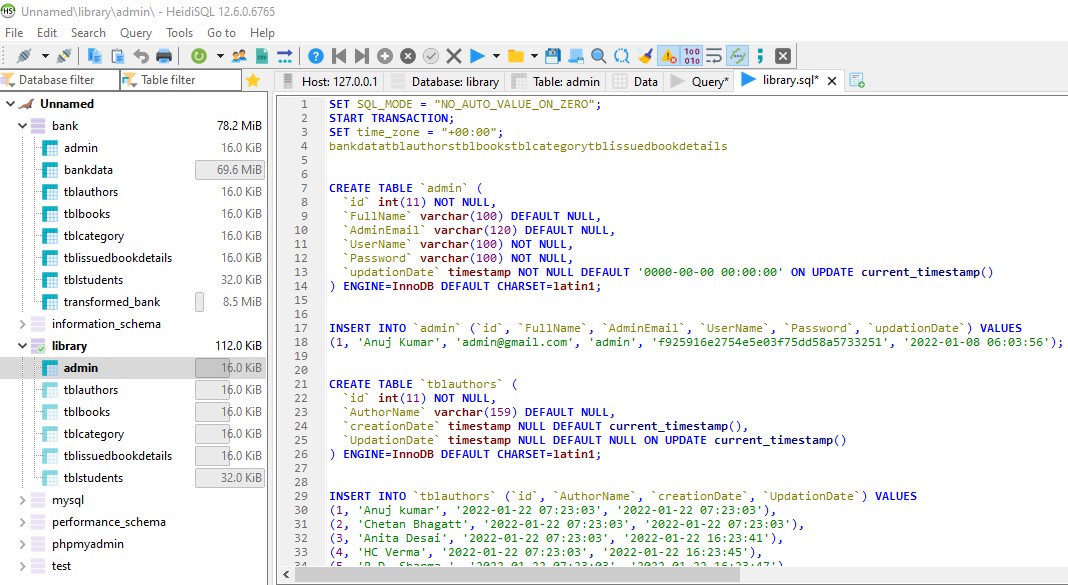 Unnamed\library\admin\ - HeidiSQL 12.6.0.6765
File Edit Search Query Tools Go to Help
Database filter Table filter
Host: 127.0.0.1 Database: library Table: admin Data Query* library.sql*
Unnamed
bank 78.2 MiB
admin 16.0 KiB
bankdata 69.6 MiB
tblauthors 16.0 KiB
tblbooks 16.0 KiB
tblcategory 16.0 KiB
tblissuedbookdetails 16.0 KiB
tblstudents 32.0 KiB
transformed_bank 8.5 MiB
information_schema
library 112.0 KiB
admin 16.0 KiB
tblauthors 16.0 KiB
tblbooks 16.0 KiB
tblcategory 16.0 KiB
tblissuedbookdetails 16.0 KiB
tblstudents 32.0 KiB
mysql
performance_schema
phpmyadmin
test
1 SET SQL_MODE = "NO_AUTO_VALUE_ON_ZERO";
2 START TRANSACTION;
3 SET time_zone = "+00:00";
4 bankdatatblauthorstblbookstblcategorytblissuedbookdetails
5
6
7 CREATE TABLE `admin` (
8 `id` int(11) NOT NULL,
9 `FullName` varchar(100) DEFAULT NULL,
10 `AdminEmail` varchar(120) DEFAULT NULL,
11 `UserName` varchar(100) NOT NULL,
12 `Password` varchar(100) NOT NULL,
13 `updationDate` timestamp NOT NULL DEFAULT '0000-00-00 00:00:00' ON UPDATE current_timestamp()
14 ) ENGINE=InnoDB DEFAULT CHARSET=latin1;
15
16
17 INSERT INTO `admin` (`id`, `FullName`, `AdminEmail`, `UserName`, `Password`, `updationDate`) VALUES
18 (1, 'Anuj Kumar', 'admin@gmail.com', 'admin', 'f925916e2754e5e03f75dd58a5733251', '2022-01-08 06:03:56');
19
20
21 CREATE TABLE `tblauthors` (
22 `id` int(11) NOT NULL,
23 `AuthorName` varchar(159) DEFAULT NULL,
24 `creationDate` timestamp NULL DEFAULT current_timestamp(),
25 `UpdationDate` timestamp NULL DEFAULT NULL ON UPDATE current_timestamp()
26 ) ENGINE=InnoDB DEFAULT CHARSET=latin1;
27
28
29 INSERT INTO `tblauthors` (`id`, `AuthorName`, `creationDate`, `UpdationDate`) VALUES
30 (1, 'Anuj kumar', '2022-01-22 07:23:03', '2022-01-22 07:23:03'),
31 (2, 'Chetan Bhagatt', '2022-01-22 07:23:03', '2022-01-22 07:23:03'),
32 (3, 'Anita Desai', '2022-01-22 07:23:03', '2022-01-22 16:23:41'),
33 (4, 'HC Verma', '2022-01-22 07:23:03', '2022-01-22 16:23:45'),
(5, 'R.D. Sharma ', '2022-01-22 07:23:03', '2022-01-22 16:23:47'),